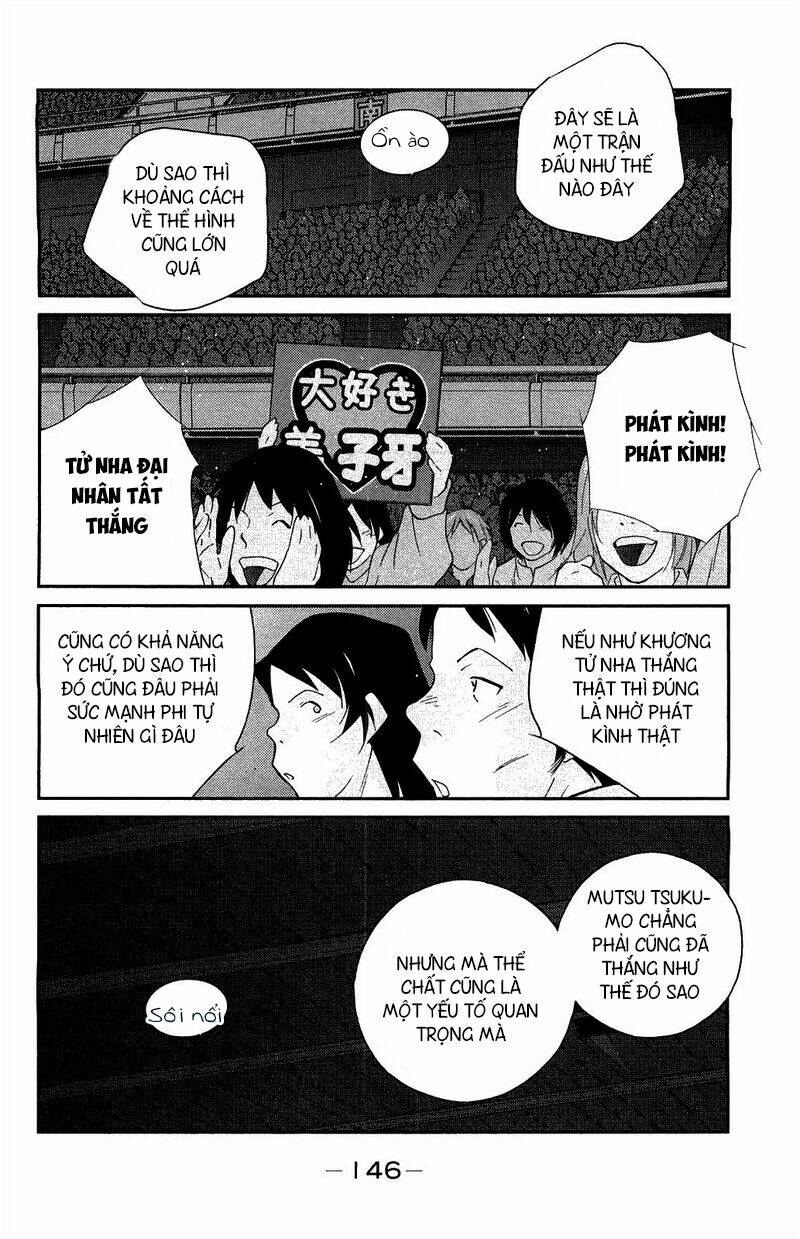 南
ĐÂY SẼ LÀ
MỘT TRẬN
ĐẤU NHƯ THẾ
NÀO ĐÂY
Ồn ào
DÙ SAO THÌ
KHOẢNG CÁCH
VỀ THỂ HÌNH
CŨNG LỚN
QUÁ
PHÁT KÌNH!
PHÁT KÌNH!
大好き
姜子牙
TỬ NHA ĐẠI
NHÂN TẤT
THẮNG
NẾU NHƯ KHƯƠNG
TỬ NHA THẮNG
THẬT THÌ ĐÚNG
LÀ NHỜ PHÁT
KÌNH THẬT
CŨNG CÓ KHẢ NĂNG
Ý CHỨ, DÙ SAO THÌ
ĐÓ CŨNG ĐÂU PHẢI
SỨC MẠNH PHI TỰ
NHIÊN GÌ ĐÂU
MUTSU TSUKU-
MO CHẲNG
PHẢI CŨNG ĐÃ
THẮNG NHƯ
THẾ ĐÓ SAO
NHƯNG MÀ THỂ
CHẤT CŨNG LÀ
MỘT YẾU TỐ QUAN
TRỌNG MÀ
Sôi nổi
—146—